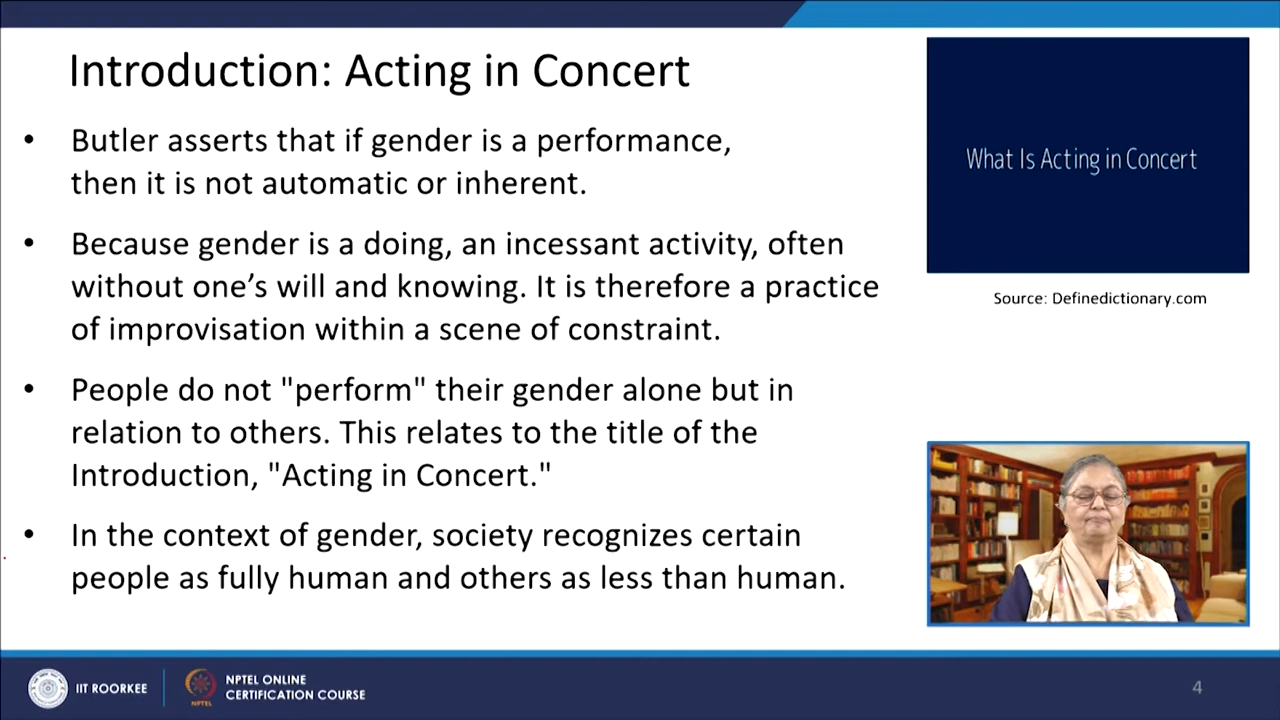 Introduction: Acting in Concert
• Butler asserts that if gender is a performance,
then it is not automatic or inherent.
• Because gender is a doing, an incessant activity, often
without one’s will and knowing. It is therefore a practice
of improvisation within a scene of constraint.
• People do not "perform" their gender alone but in
relation to others. This relates to the title of the
Introduction, "Acting in Concert."
• In the context of gender, society recognizes certain
people as fully human and others as less than human.
What Is Acting in Concert
Source: Definedictionary.com
IIT ROORKEE
NPTEL
NPTEL ONLINE
CERTIFICATION COURSE
4